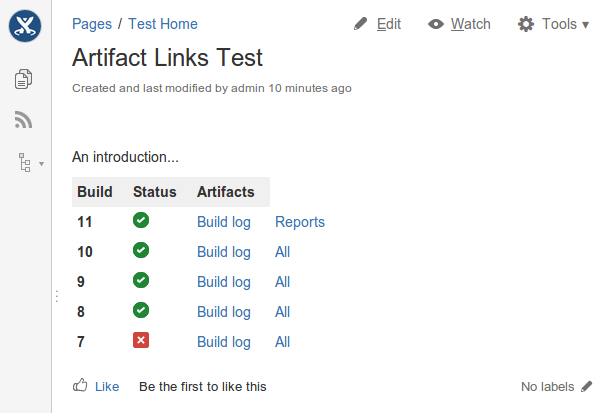 Pages / Test Home Edit Watch Tools
Artifact Links Test
Created and last modified by admin 10 minutes ago
An introduction...
Build Status Artifacts
11 Build log Reports
10 Build log All
9 Build log All
8 Build log All
7 Build log All
Like Be the first to like this No labels